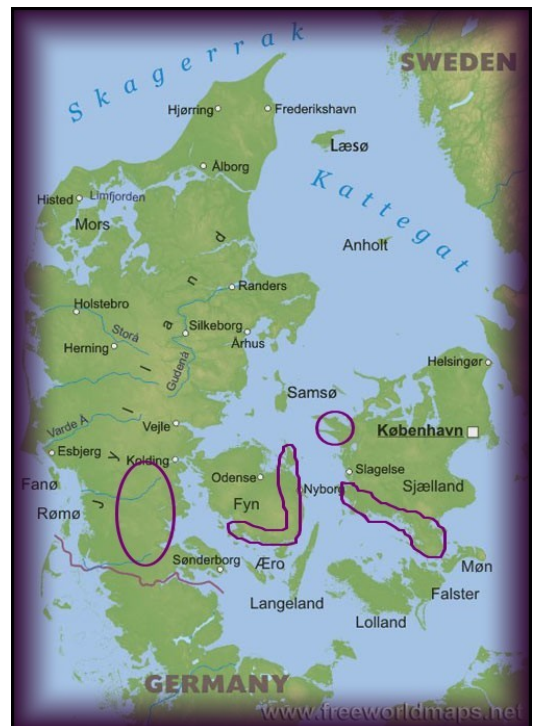 Skagerrak
SWEDEN
Hjørring
Frederikshavn
Læsø
Ålborg
Histed
Limfjorden
Mors
Kattegat
Anholt
Jylland
Randers
Holstebro
Storå
Silkeborg
Århus
Herning
Gudenå
Helsingør
Samsø
Varde Å
Vejle
København
Esbjerg
Kolding
Slagelse
Odense
Fanø
Nyborg
Sjælland
Fyn
Rømø
Sønderborg
Æro
Møn
Langeland
Falster
Lolland
GERMANY
www.freeworldmaps.net